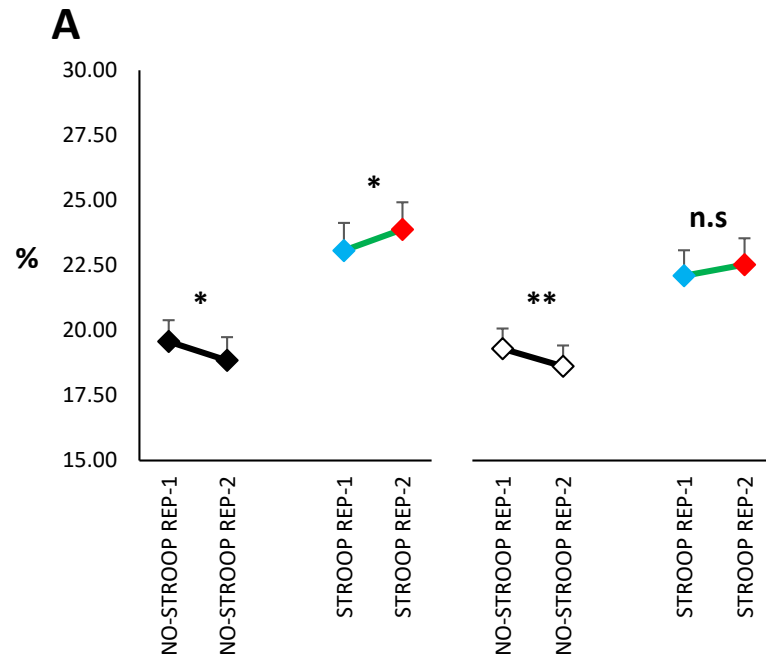 A
30.00
27.50
25.00
22.50
20.00
17.50
15.00
%
*
*
**
n.s
NO-STROOP REP-1
NO-STROOP REP-2
STROOP REP-1
STROOP REP-2
NO-STROOP REP-1
NO-STROOP REP-2
STROOP REP-1
STROOP REP-2